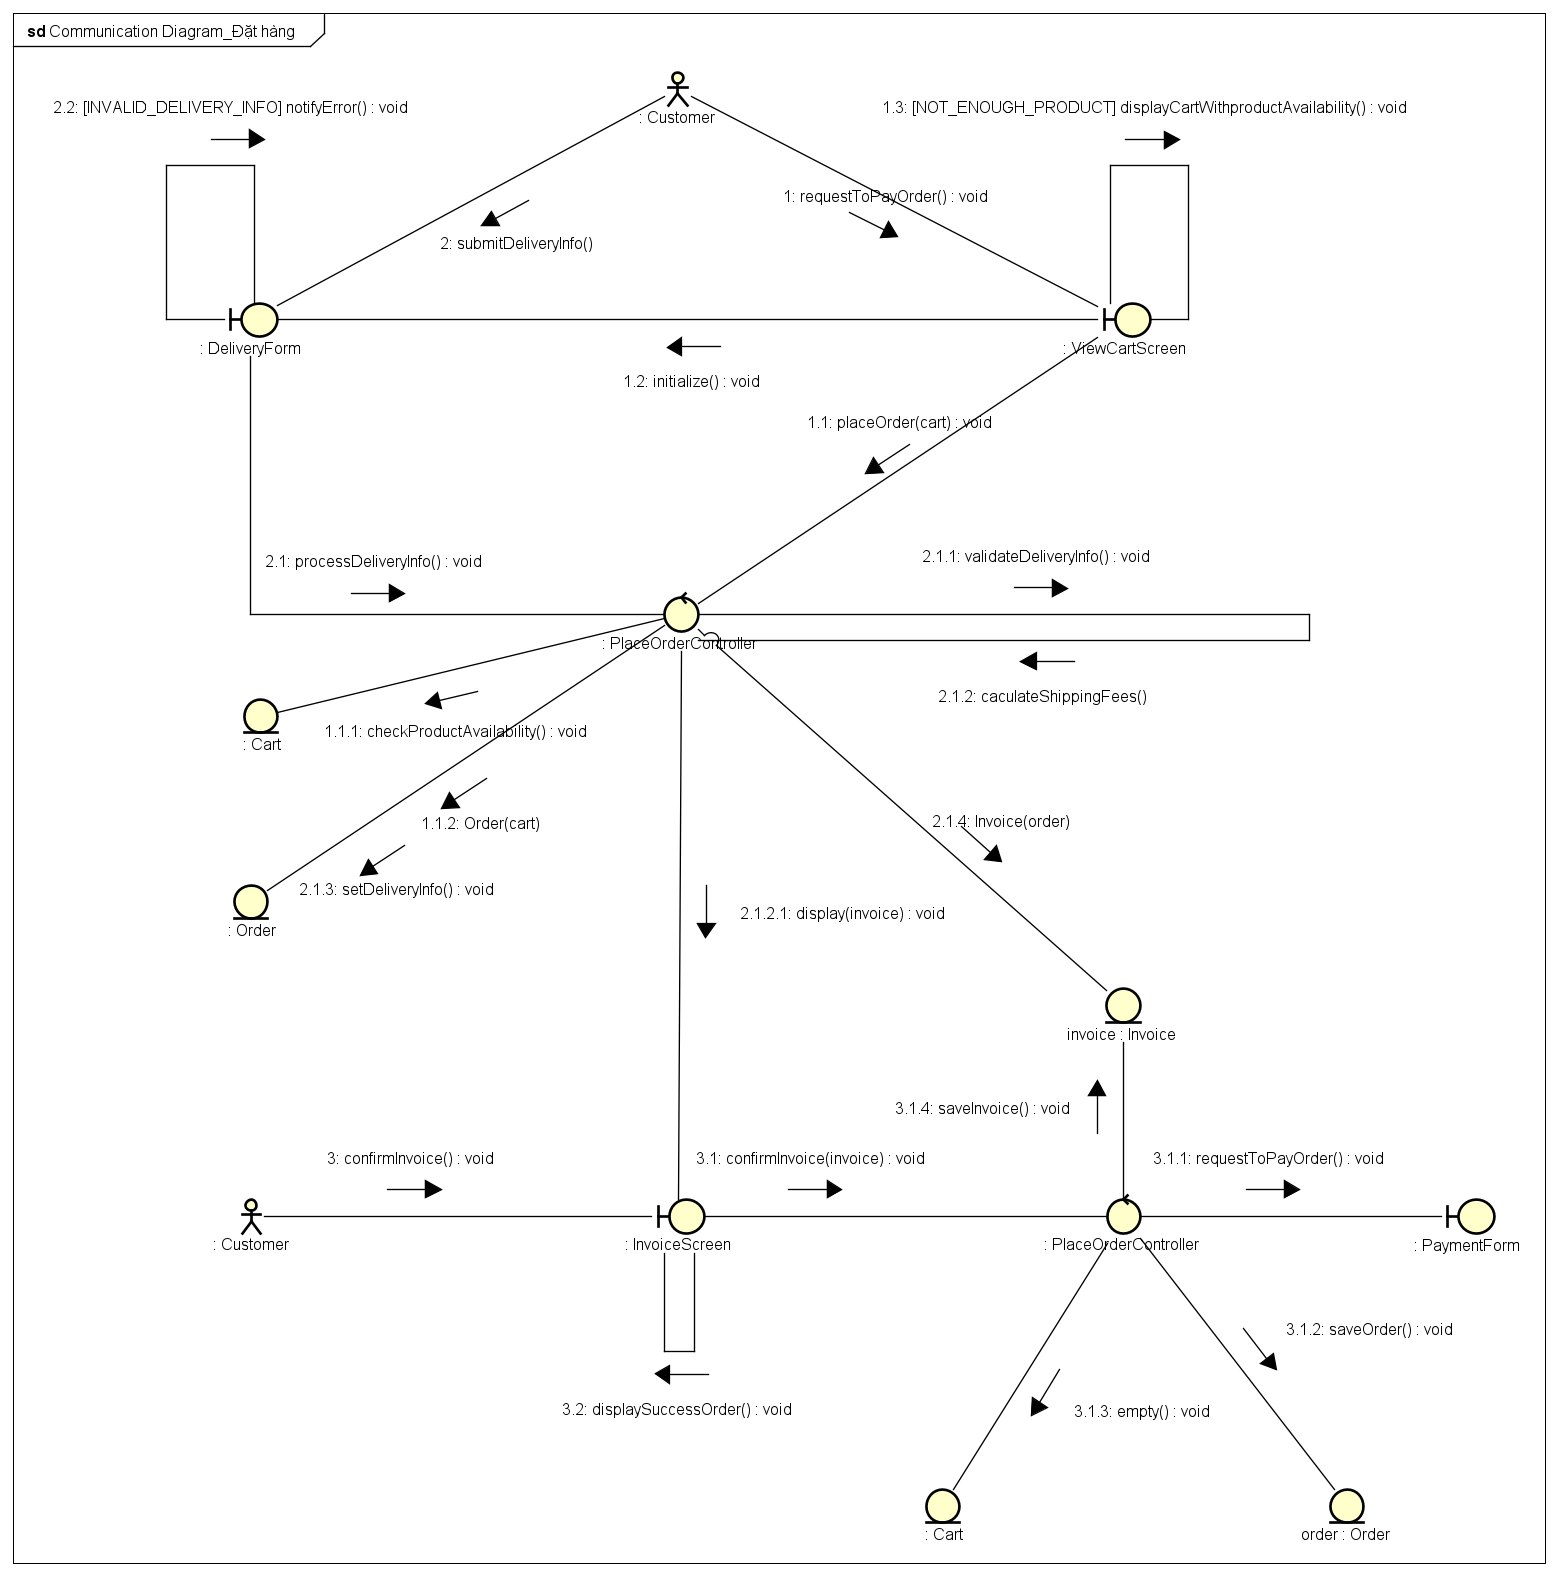 sd Communication Diagram_Đặt hàng
: Customer
2.2: [INVALID_DELIVERY_INFO] notifyError() : void
1.3: [NOT_ENOUGH_PRODUCT] displayCartWithproductAvailability() : void
1: requestToPayOrder() : void
2: submitDeliveryInfo()
: DeliveryForm
: ViewCartScreen
1.2: initialize() : void
1.1: placeOrder(cart) : void
2.1: processDeliveryInfo() : void
2.1.1: validateDeliveryInfo() : void
: PlaceOrderController
2.1.2: caculateShippingFees()
1.1.1: checkProductAvailability() : void
: Cart
1.1.2: Order(cart)
2.1.4: Invoice(order)
2.1.3: setDeliveryInfo() : void
2.1.2.1: display(invoice) : void
: Order
invoice : Invoice
3.1.4: saveInvoice() : void
3: confirmInvoice() : void
3.1: confirmInvoice(invoice) : void
3.1.1: requestToPayOrder() : void
: Customer
: InvoiceScreen
: PlaceOrderController
: PaymentForm
3.1.2: saveOrder() : void
3.2: displaySuccessOrder() : void
3.1.3: empty() : void
: Cart
order : Order